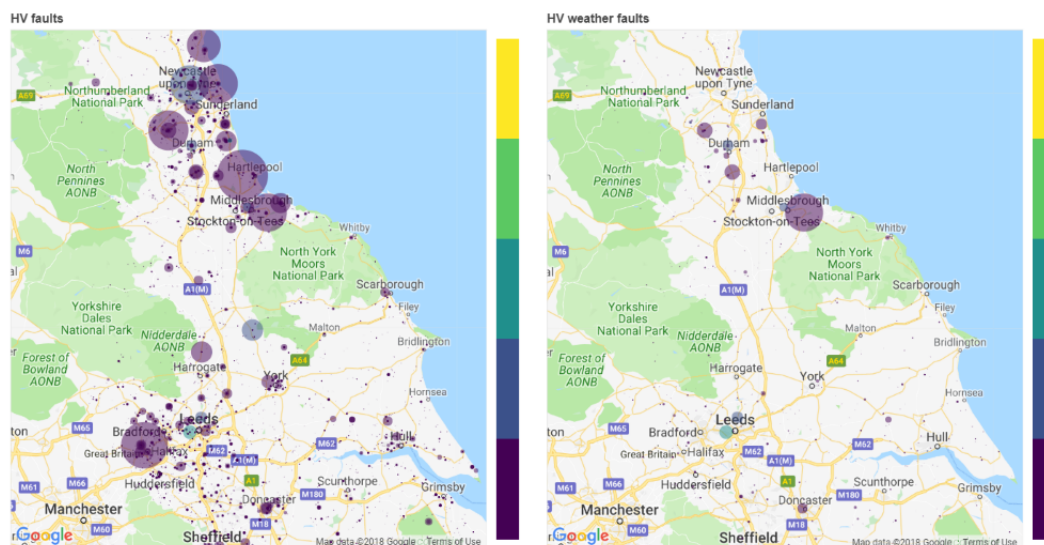 HV faults
Newcastle
upon Tyne
A69
Northumberland
National Park
Sunderland
Durham
North
Pennines
AONB
Hartlepool
Middlesbrough
Stockton-on-Tees
Whitby
M6
North York
Moors
National Park
A1(M)
Scarborough
Yorkshire
Dales
National Park
Nidderdale
AONB
Filey
Malton
Bridlington
Forest of
Bowland
AONB
Harrogate
A64
York
Hornsea
Leeds
M65
Bradford
Great Britain
Halifax
M62
M62
Hull
A1(M)
Huddersfield
M61
M66
A1
Scunthorpe
Doncaster
M180
Grimsby
Manchester
M60
M18
Sheffield
Google
Map data ©2018 Google
Terms of Use
HV weather faults
Newcastle
upon Tyne
A69
Northumberland
National Park
Sunderland
Durham
North
Pennines
AONB
Hartlepool
Middlesbrough
Stockton-on-Tees
Whitby
M6
North York
Moors
National Park
A1(M)
Scarborough
Yorkshire
Dales
National Park
Nidderdale
AONB
Filey
Malton
Bridlington
Forest of
Bowland
AONB
Harrogate
A64
York
Hornsea
Leeds
M65
Bradford
Great Britain
Halifax
M62
M62
Hull
A1(M)
Huddersfield
M61
M66
A1
Scunthorpe
Doncaster
M180
Grimsby
Manchester
M60
M18
Sheffield
Google
Map data ©2018 Google
Terms of Use